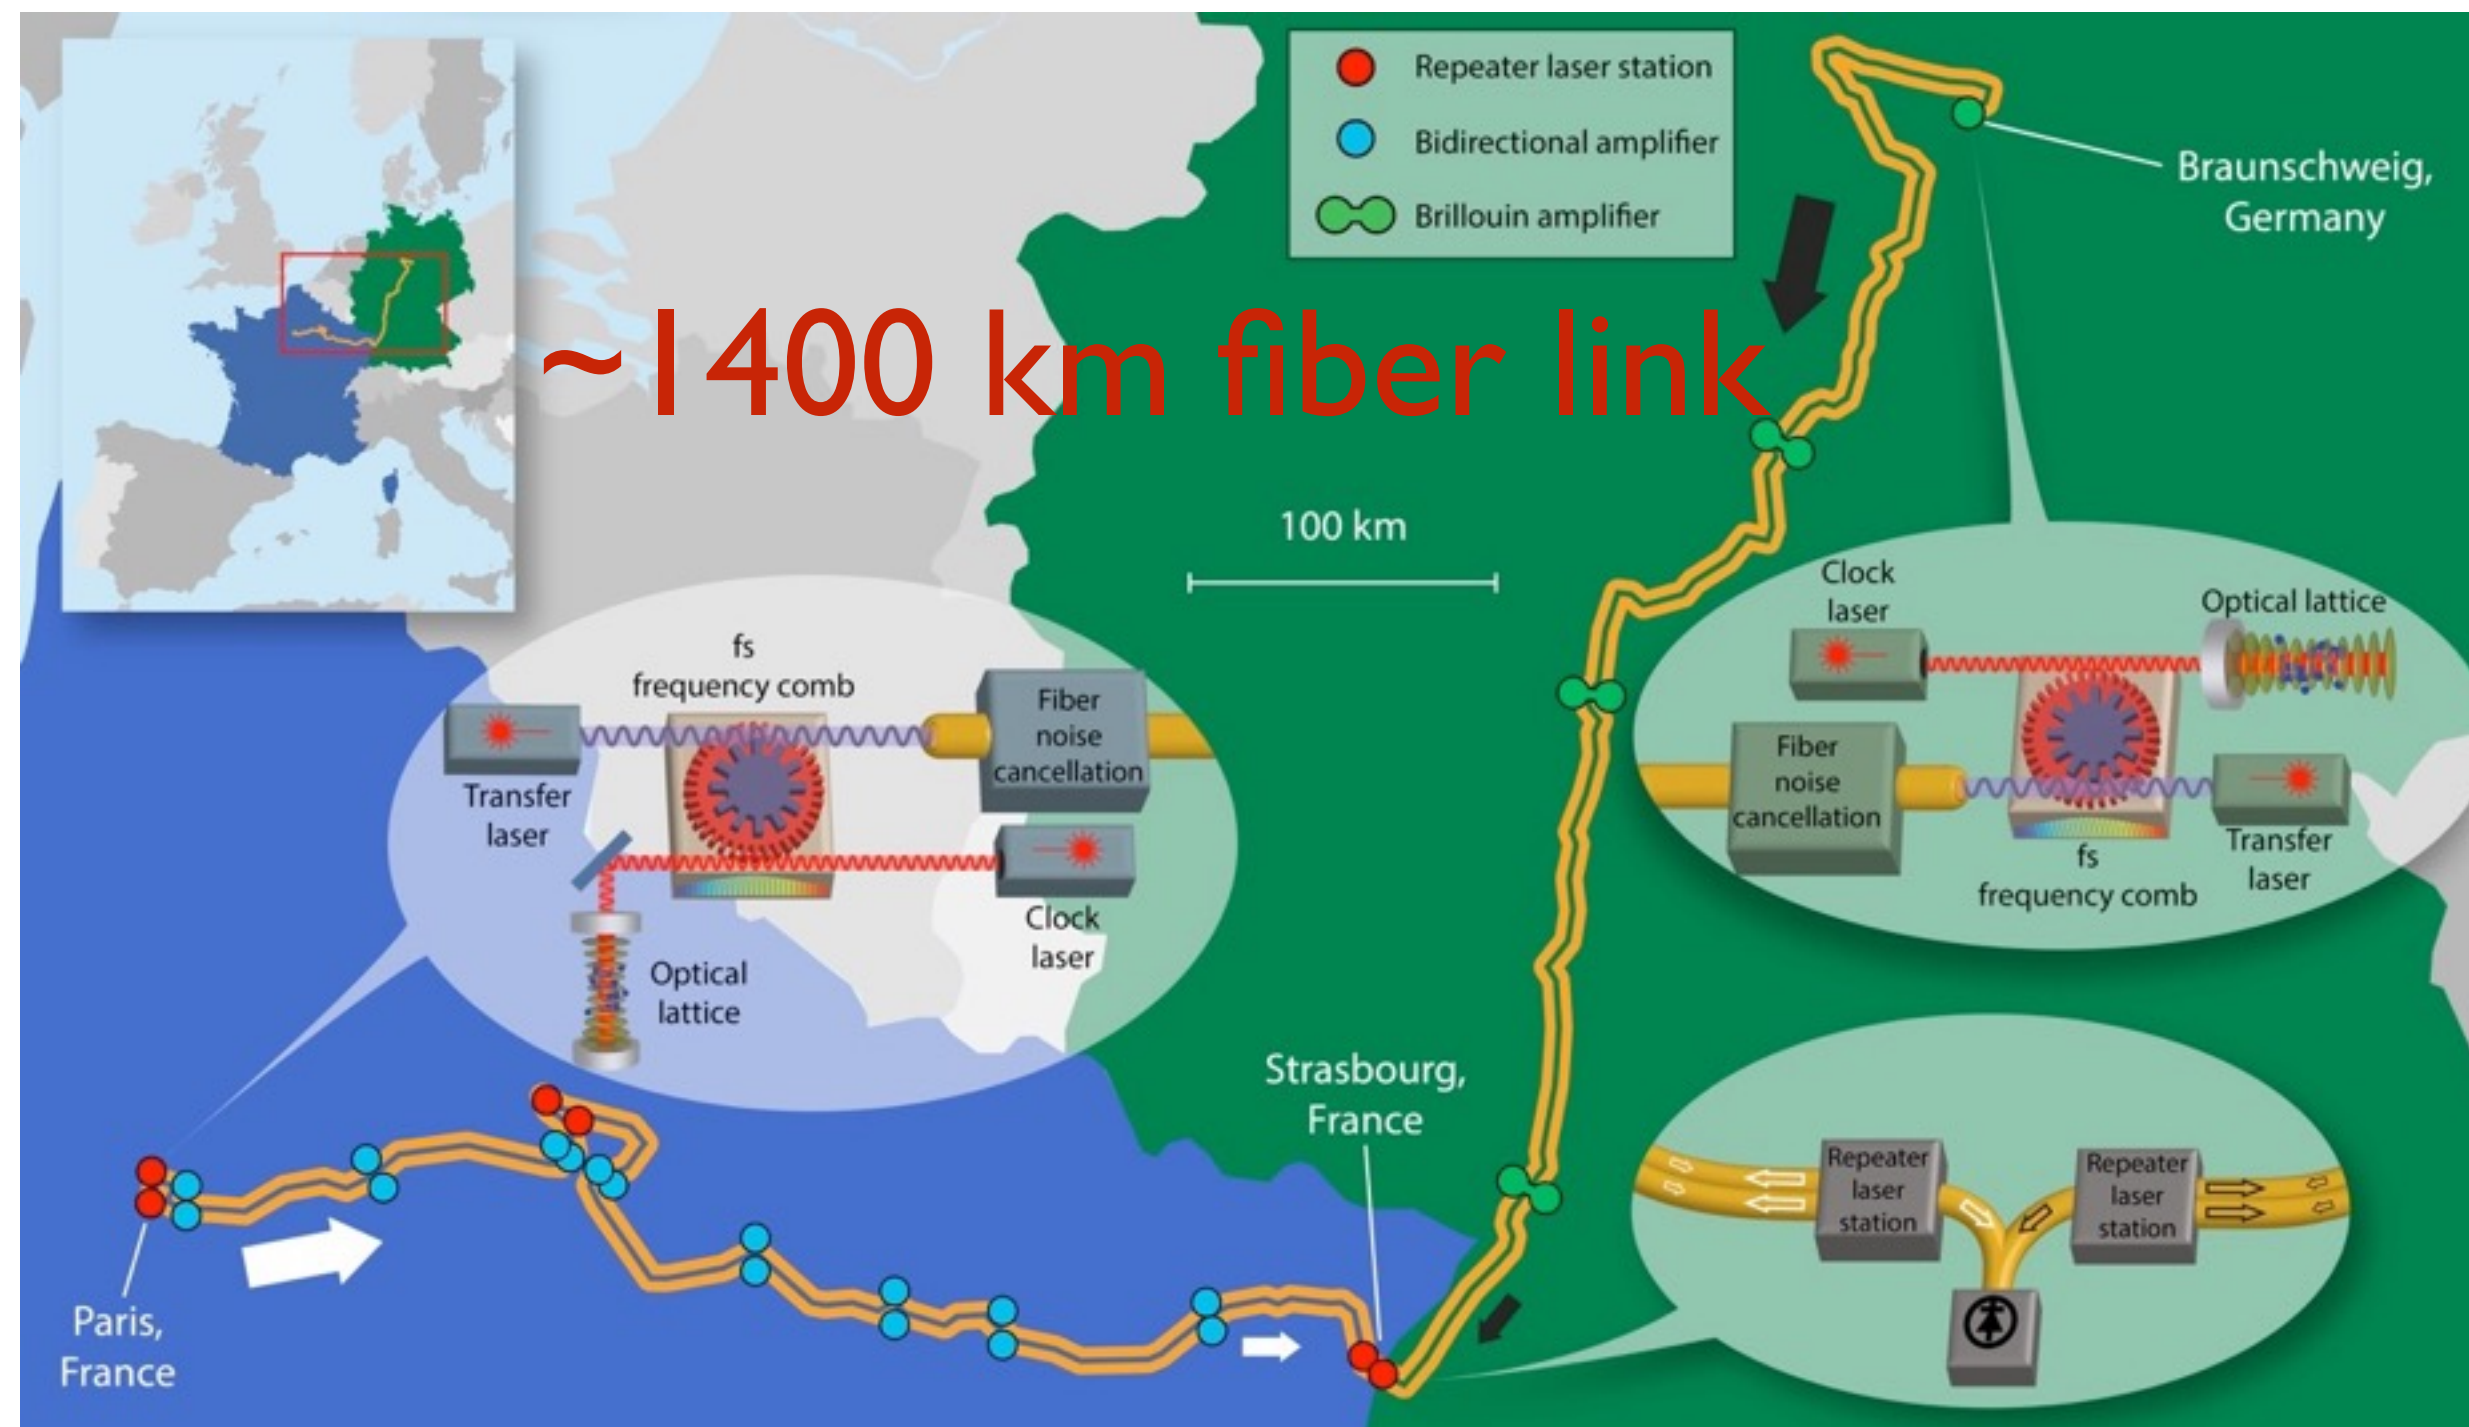 Repeater laser station
Bidirectional amplifier
Brillouin amplifier
Braunschweig,
Germany
~1400 km fiber link
100 km
fs
frequency comb
Fiber
noise
cancellation
Transfer
laser
Clock
laser
Optical
lattice
Clock
laser
Optical lattice
Fiber
noise
cancellation
fs
frequency comb
Transfer
laser
Strasbourg,
France
Repeater
laser
station
Repeater
laser
station
Paris,
France